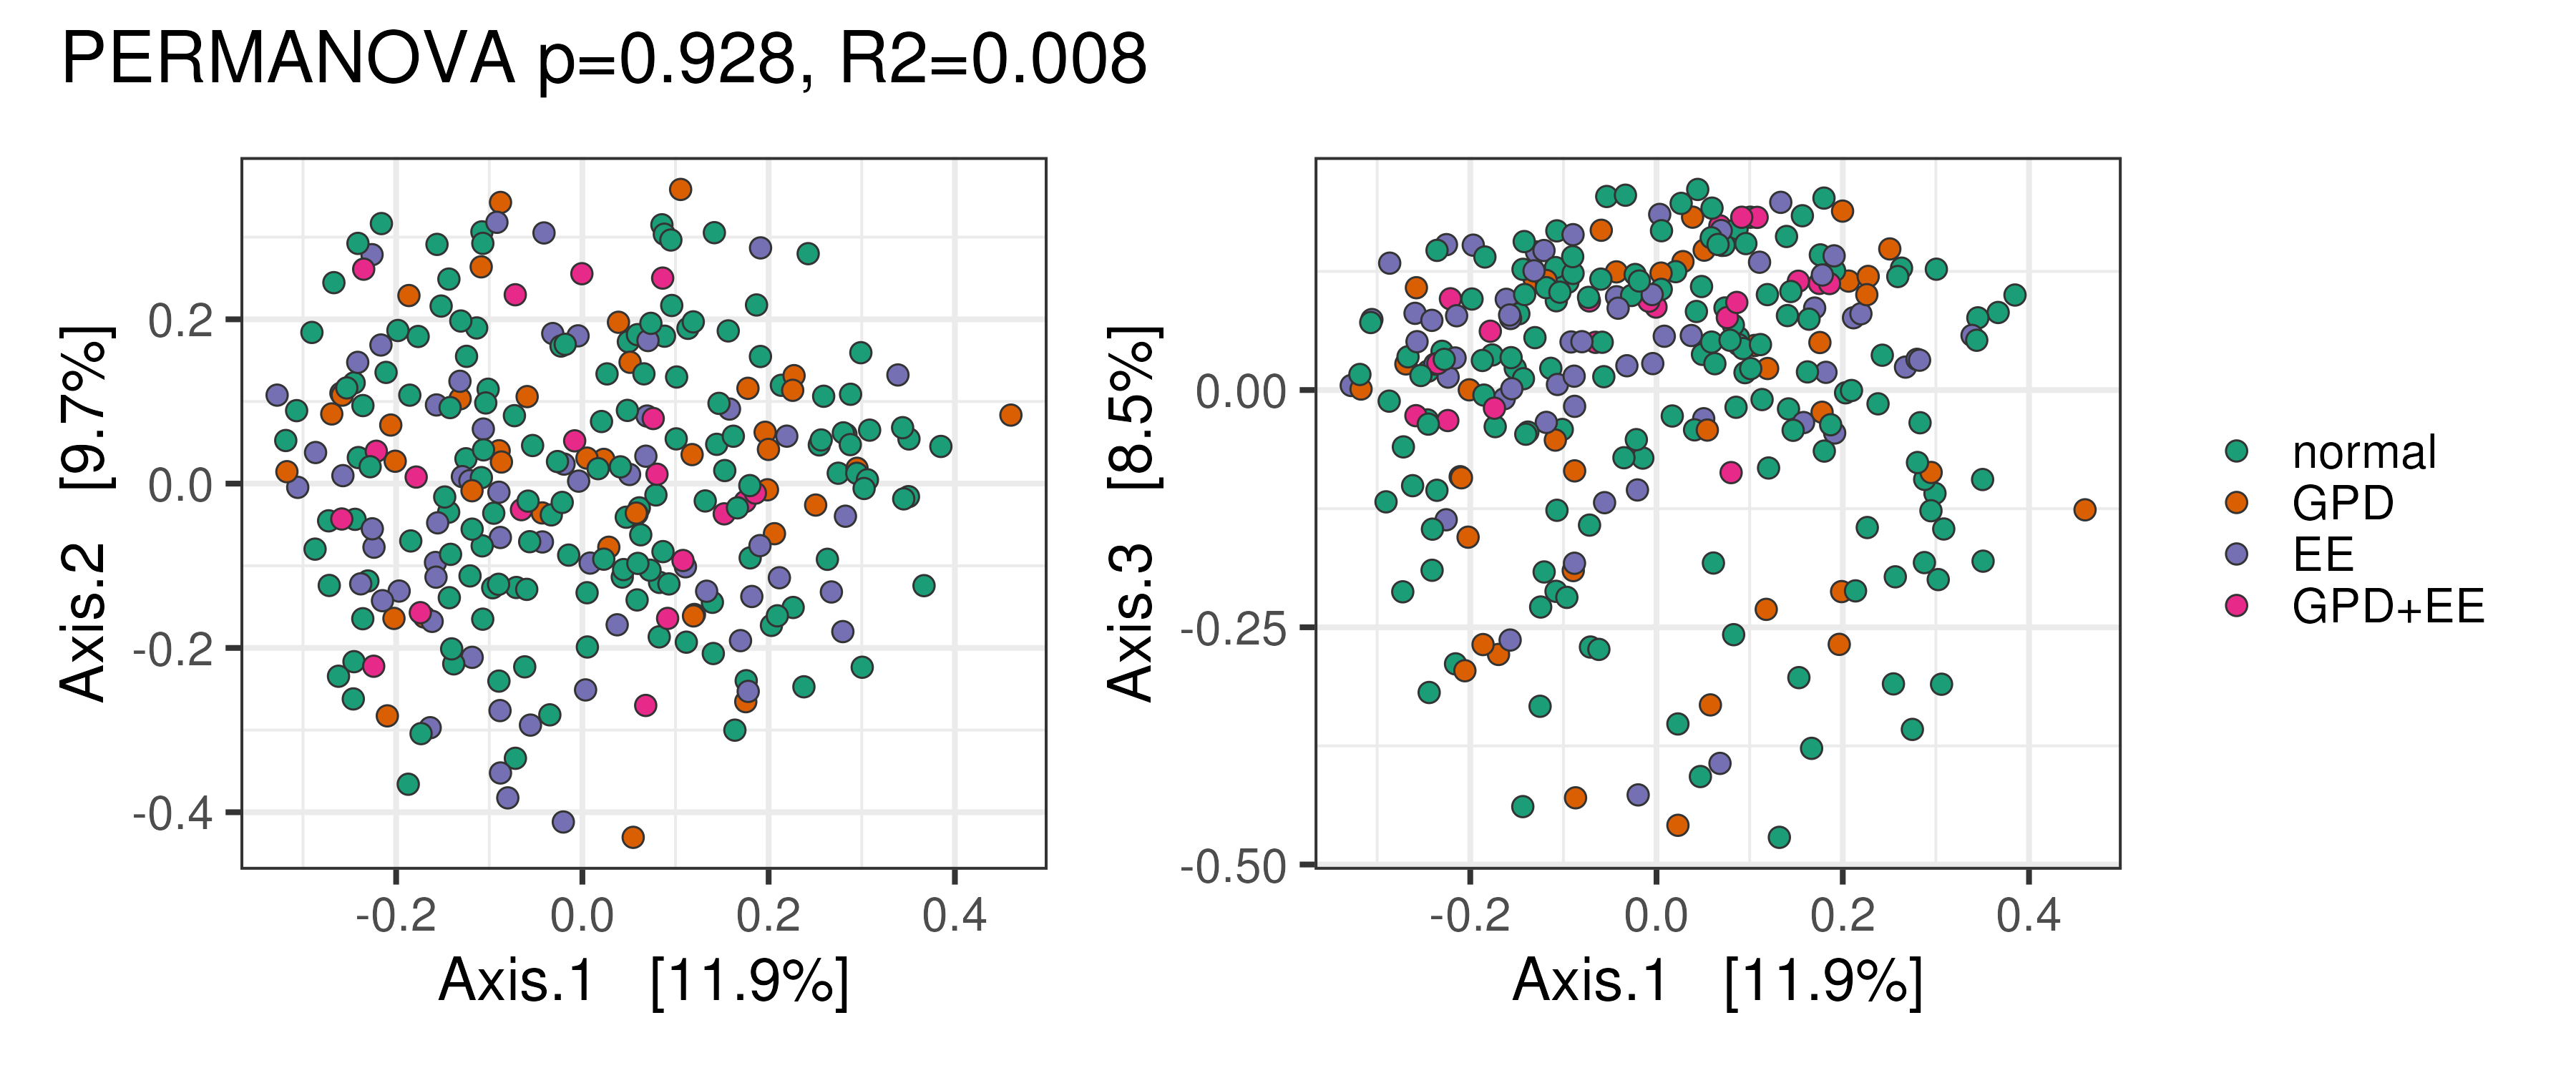 PERMANOVA p=0.928, R2=0.008
Axis.2 [9.7%]
0.2
0.0
-0.2
-0.4
-0.2 0.0 0.2 0.4
Axis.1 [11.9%]
Axis.3 [8.5%]
0.00
-0.25
-0.50
-0.2 0.0 0.2 0.4
Axis.1 [11.9%]
normal
GPD
EE
GPD+EE